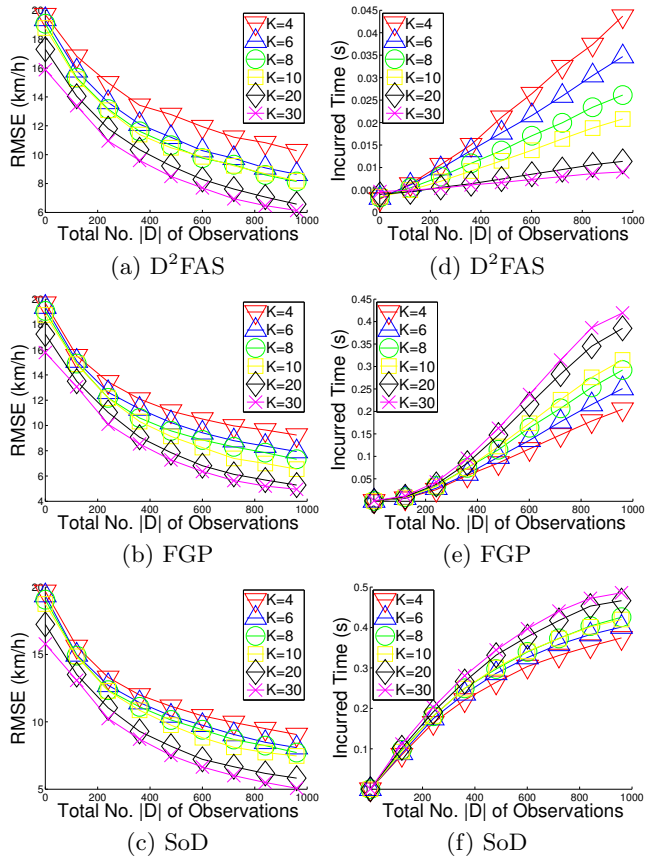 RMSE (km/h)
20
18
16
14
12
10
8
6
K=4
K=6
K=8
K=10
K=20
K=30
0 200 400 600 800 1000
Total No. |D| of Observations
(a) D²FAS
Incurred Time (s)
0.045
0.04
0.035
0.03
0.025
0.02
0.015
0.01
0.005
0
K=4
K=6
K=8
K=10
K=20
K=30
200 400 600 800 1000
Total No. |D| of Observations
(d) D²FAS
RMSE (km/h)
20
18
16
14
12
10
8
6
4
K=4
K=6
K=8
K=10
K=20
K=30
0 200 400 600 800 1000
Total No. |D| of Observations
(b) FGP
Incurred Time (s)
0.45
0.4
0.35
0.3
0.25
0.2
0.15
0.1
0.05
K=4
K=6
K=8
K=10
K=20
K=30
200 400 600 800 1000
Total No. |D| of Observations
(e) FGP
RMSE (km/h)
20
15
10
5
K=4
K=6
K=8
K=10
K=20
K=30
0 200 400 600 800 1000
Total No. |D| of Observations
(c) SoD
Incurred Time (s)
0.5
0.4
0.3
0.2
0.1
K=4
K=6
K=8
K=10
K=20
K=30
200 400 600 800 1000
Total No. |D| of Observations
(f) SoD